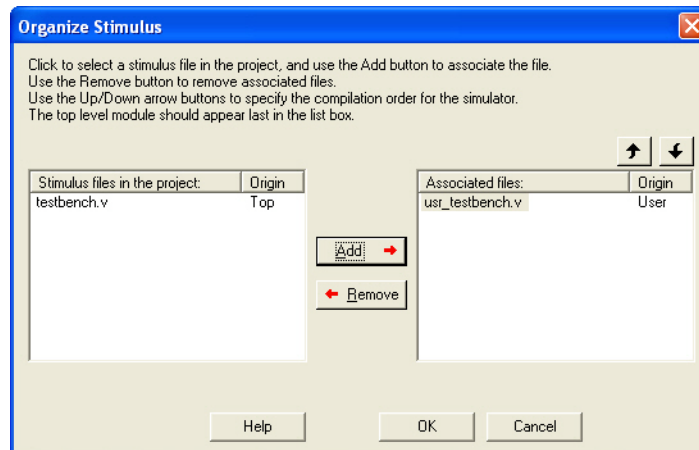 Organize Stimulus
Click to select a stimulus file in the project, and use the Add button to associate the file.
Use the Remove button to remove associated files.
Use the Up/Down arrow buttons to specify the compilation order for the simulator.
The top level module should appear last in the list box.
Stimulus files in the project: Origin
testbench.v Top
Add
Remove
Associated files: Origin
usr_testbench.v User
Help OK Cancel